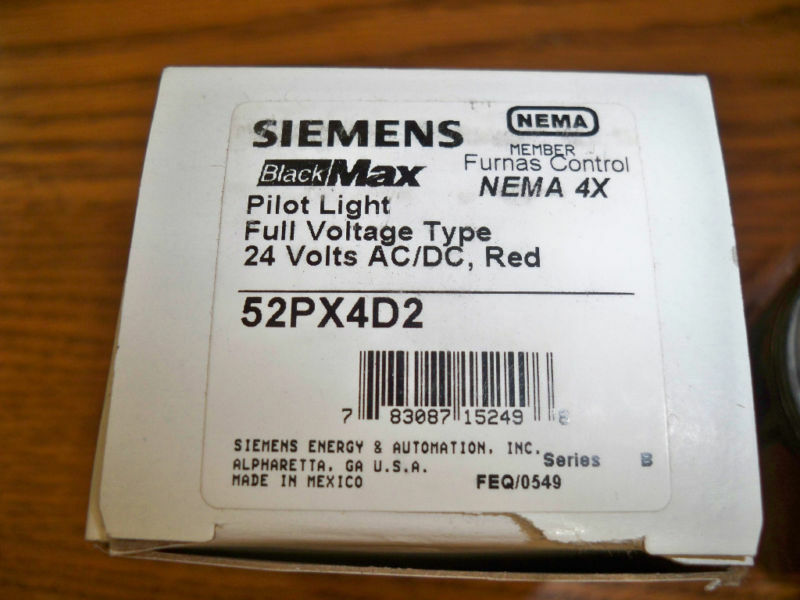 SIEMENS
NEMA
MEMBER
BlackMax
Furnas Control
NEMA 4X
Pilot Light
Full Voltage Type
24 Volts AC/DC, Red
52PX4D2
7 83087 15249
SIEMENS ENERGY & AUTOMATION, INC.
ALPHARETTA, GA U.S.A.
Series B
MADE IN MEXICO
FEQ/0549